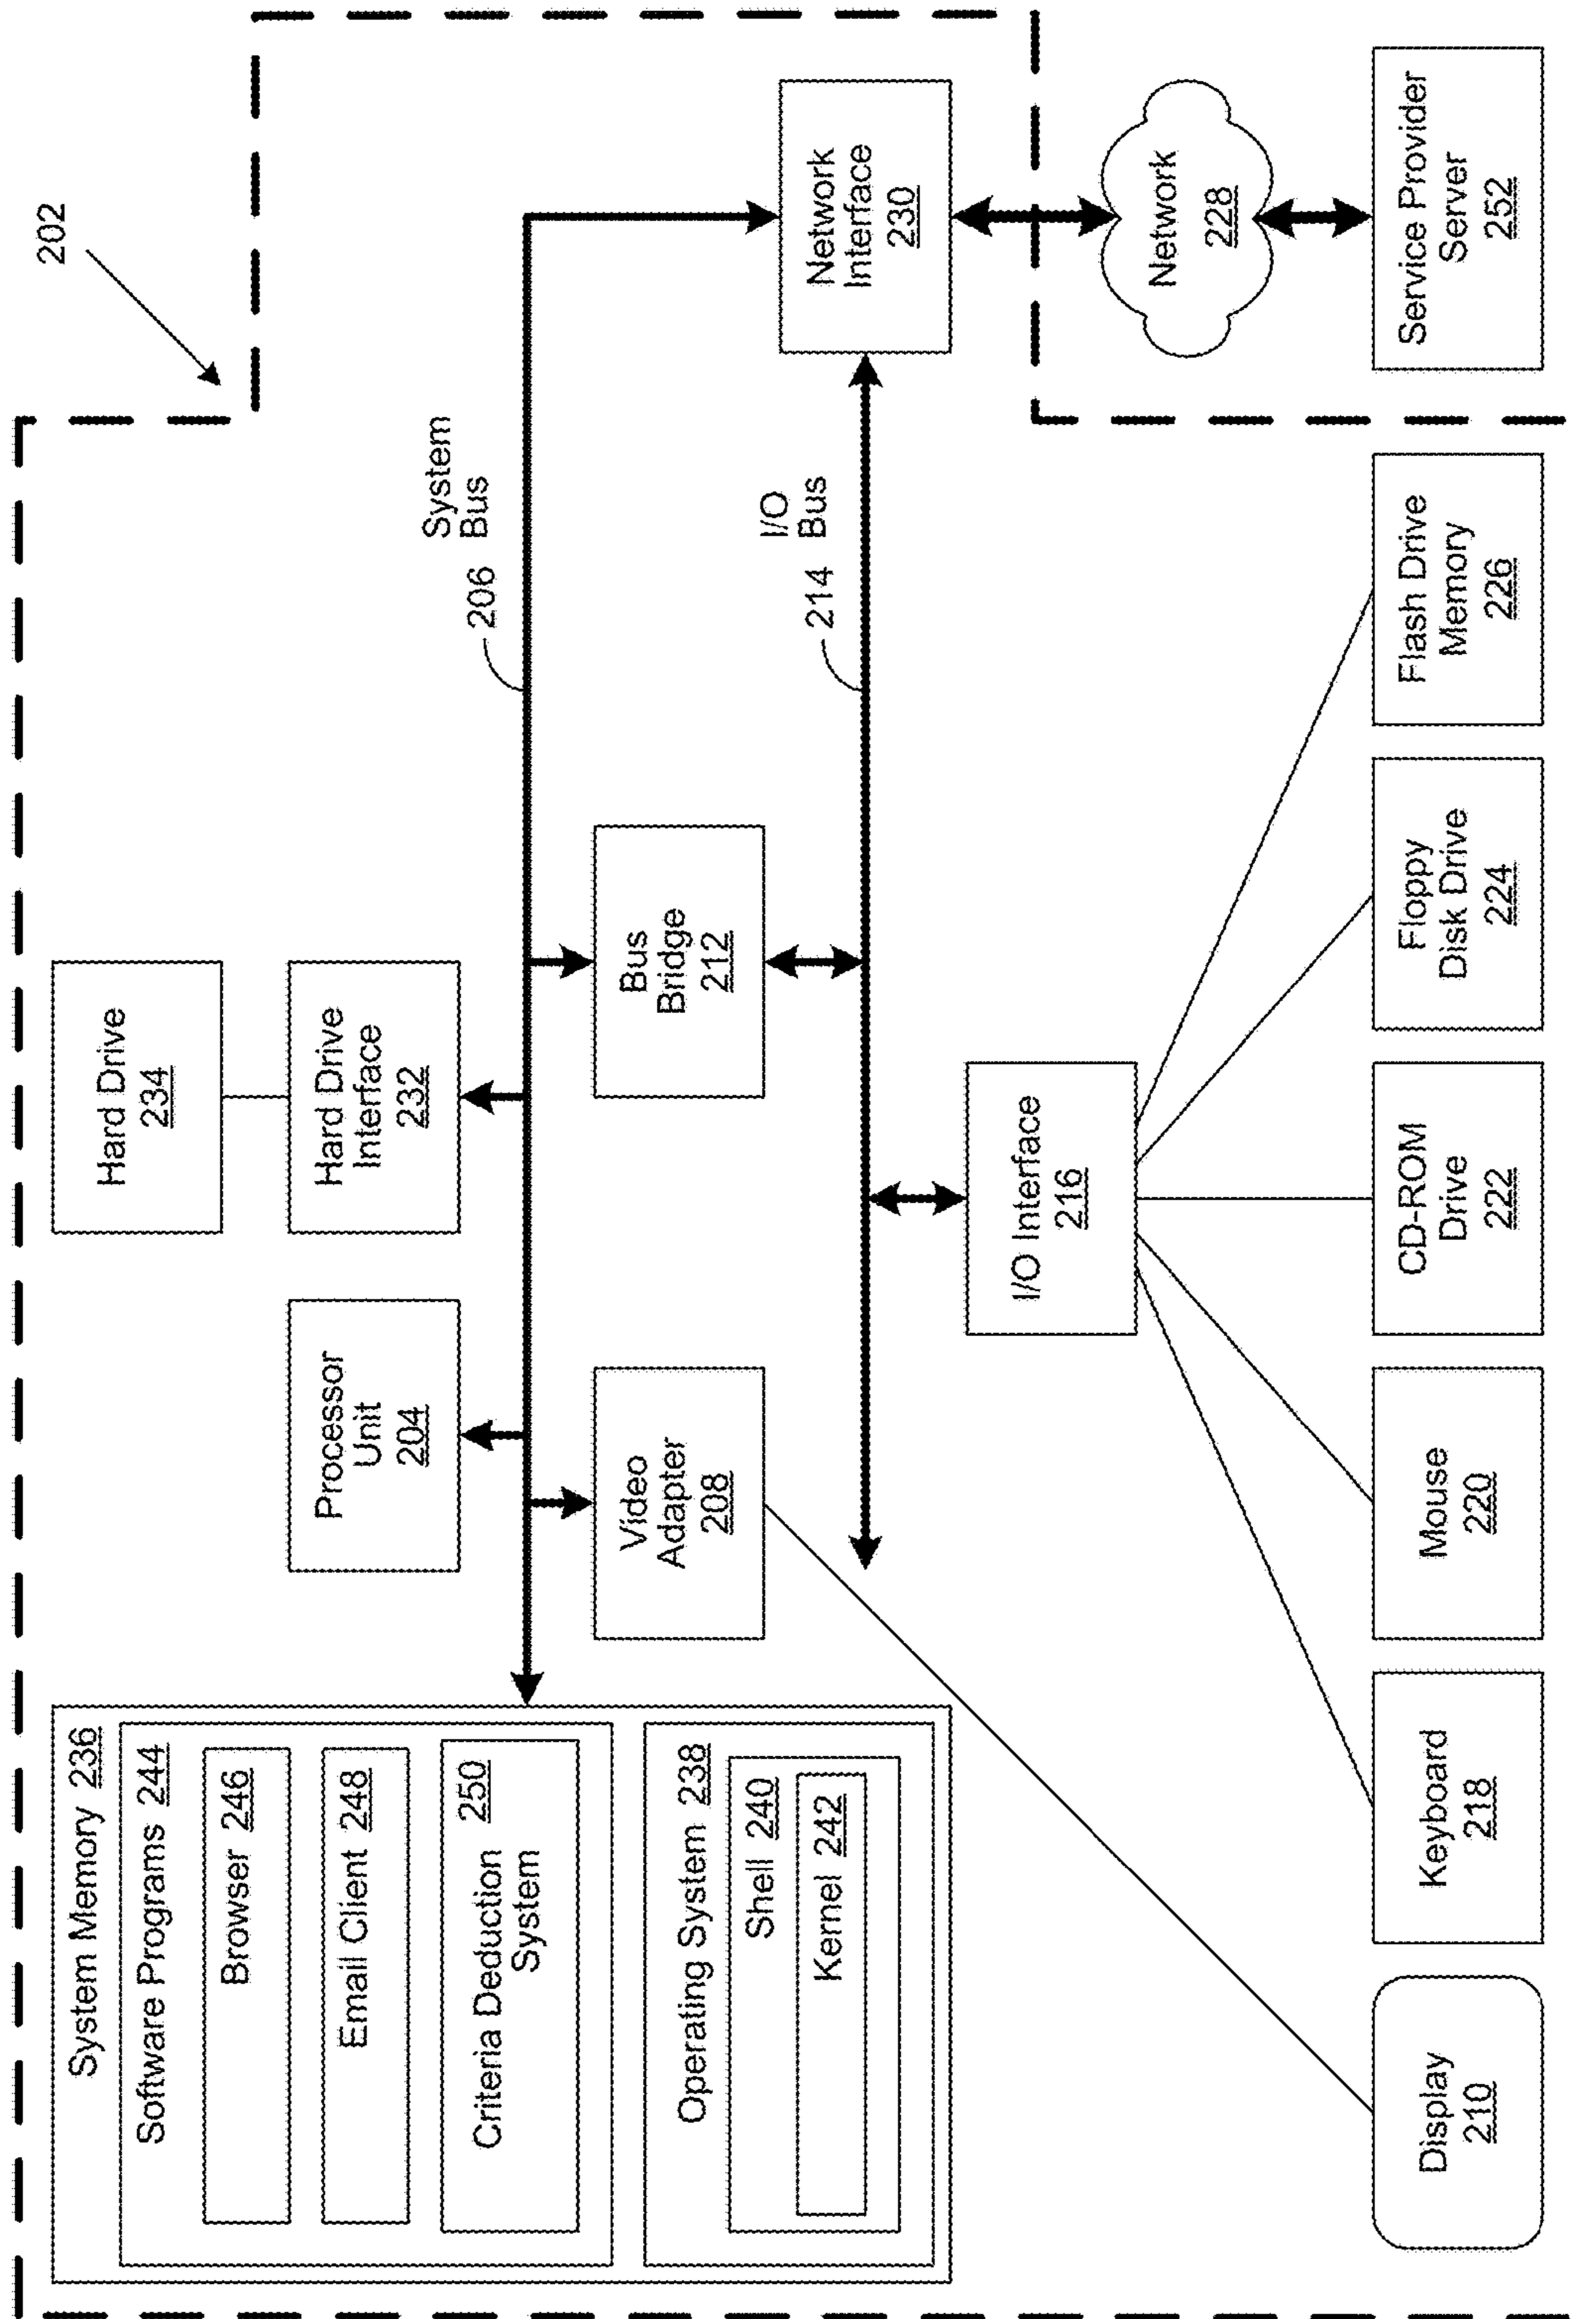 202
Hard Drive
234
System Memory 236
Software Programs 244
Browser 246
Email Client 248
Criteria Deduction 250
System
Operating System 238
Shell 240
Kernel 242
Processor
Unit
204
Hard Drive
Interface
232
System
206 Bus
Video
Adapter
208
Bus
Bridge
212
I/O
214 Bus
Network
Interface
230
I/O Interface
216
Network
228
Display
210
Keyboard
218
Mouse
220
CD-ROM
Drive
222
Floppy
Disk Drive
224
Flash Drive
Memory
226
Service Provider
Server
252